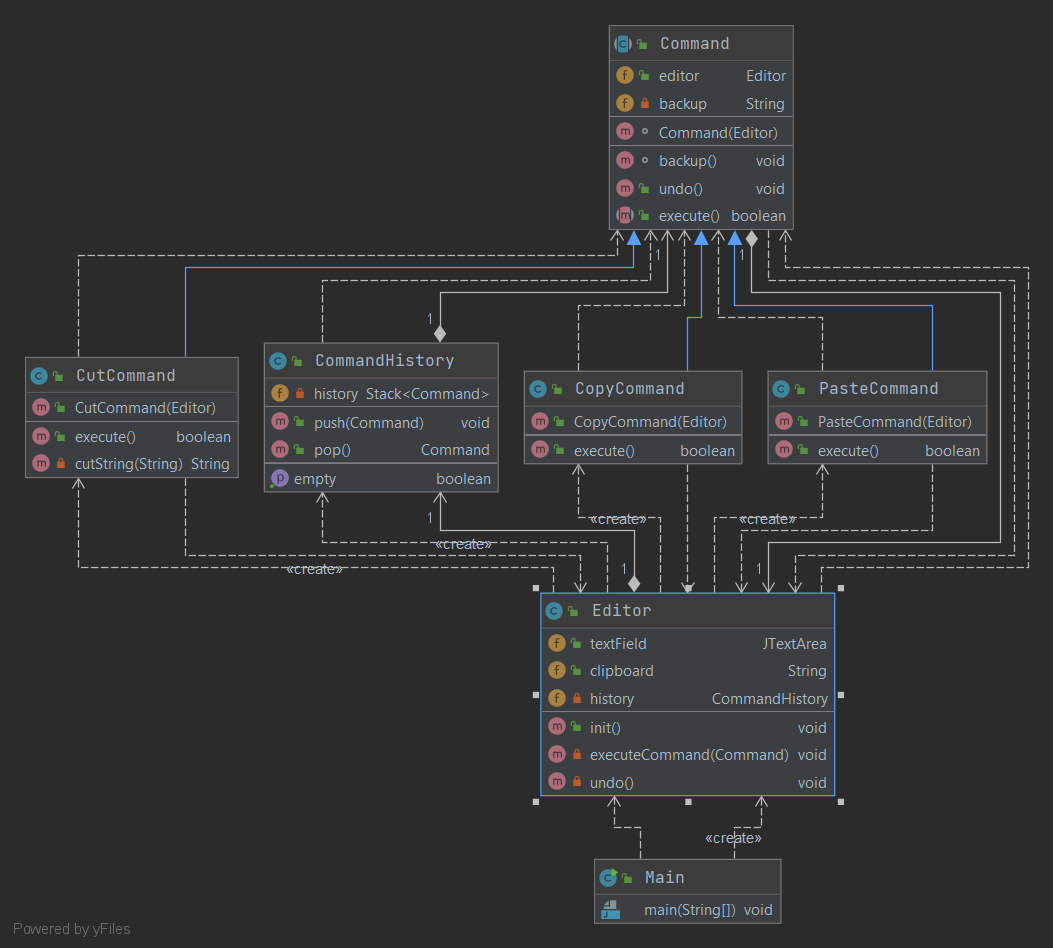 Command
editor Editor
backup String
Command(Editor)
backup() void
undo() void
execute() boolean
1
1
1
CutCommand
CutCommand(Editor)
execute() boolean
cutString(String) String
CommandHistory
history Stack<Command>
push(Command) void
pop() Command
empty boolean
CopyCommand
CopyCommand(Editor)
execute() boolean
PasteCommand
PasteCommand(Editor)
execute() boolean
1
«create»
«create»
«create»
«create»
1
1
Editor
textField JTextArea
clipboard String
history CommandHistory
init() void
executeCommand(Command) void
undo() void
«create»
Main
main(String[]) void
Powered by yFiles